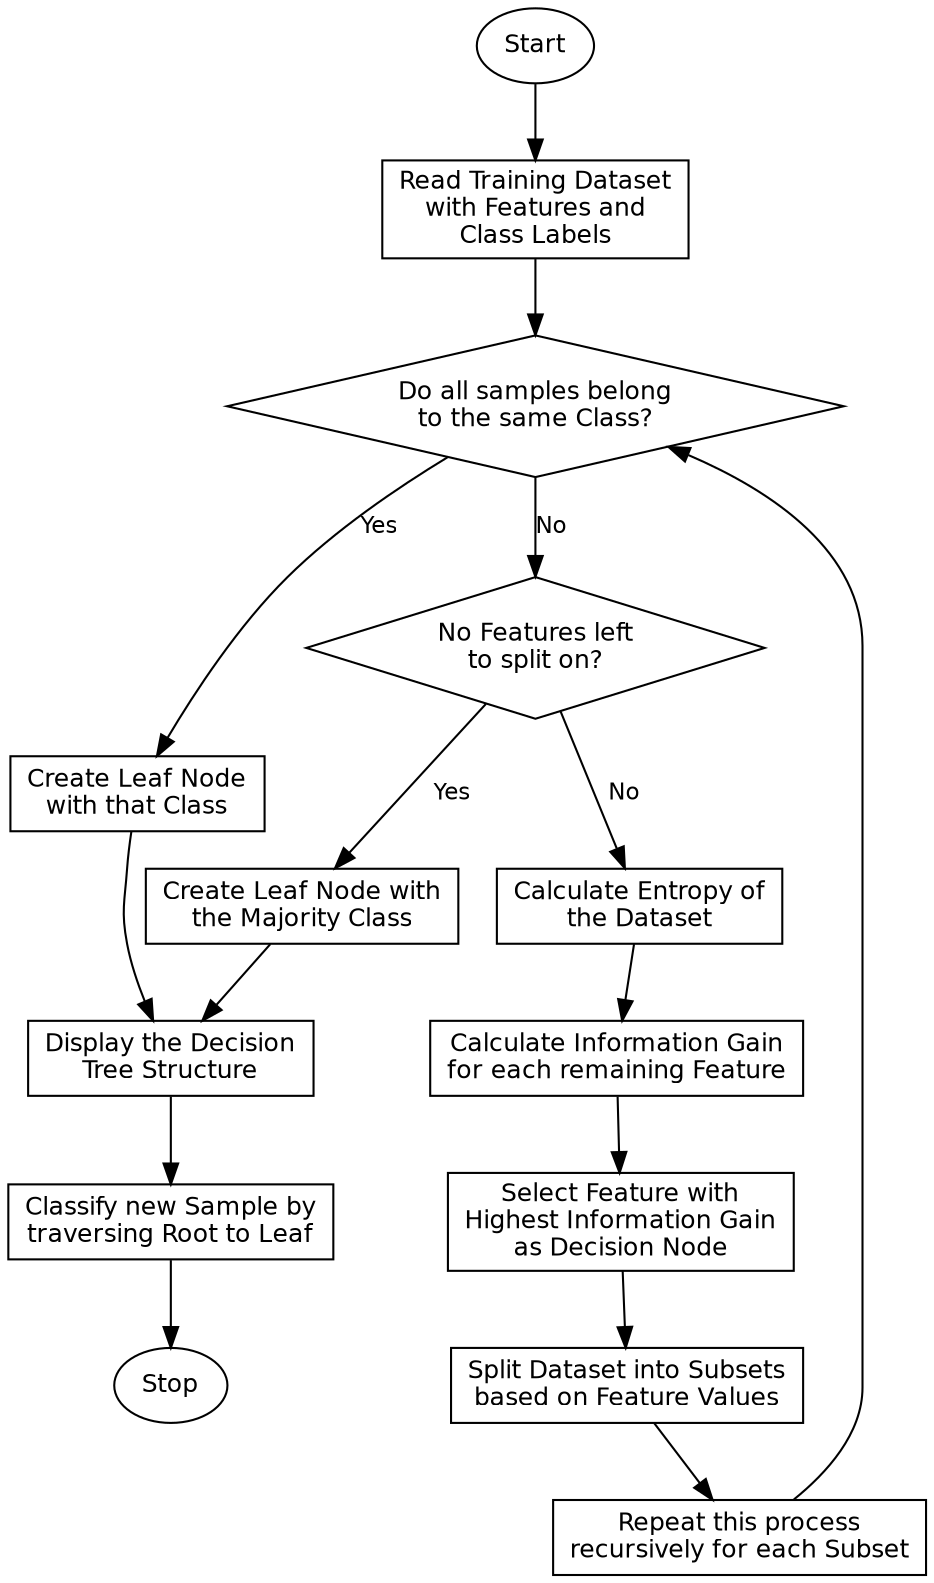 Start
Read Training Dataset
with Features and
Class Labels
Do all samples belong
to the same Class?
Yes
No
No Features left
to split on?
Create Leaf Node
with that Class
Yes
No
Create Leaf Node with
the Majority Class
Calculate Entropy of
the Dataset
Display the Decision
Tree Structure
Calculate Information Gain
for each remaining Feature
Classify new Sample by
traversing Root to Leaf
Select Feature with
Highest Information Gain
as Decision Node
Stop
Split Dataset into Subsets
based on Feature Values
Repeat this process
recursively for each Subset